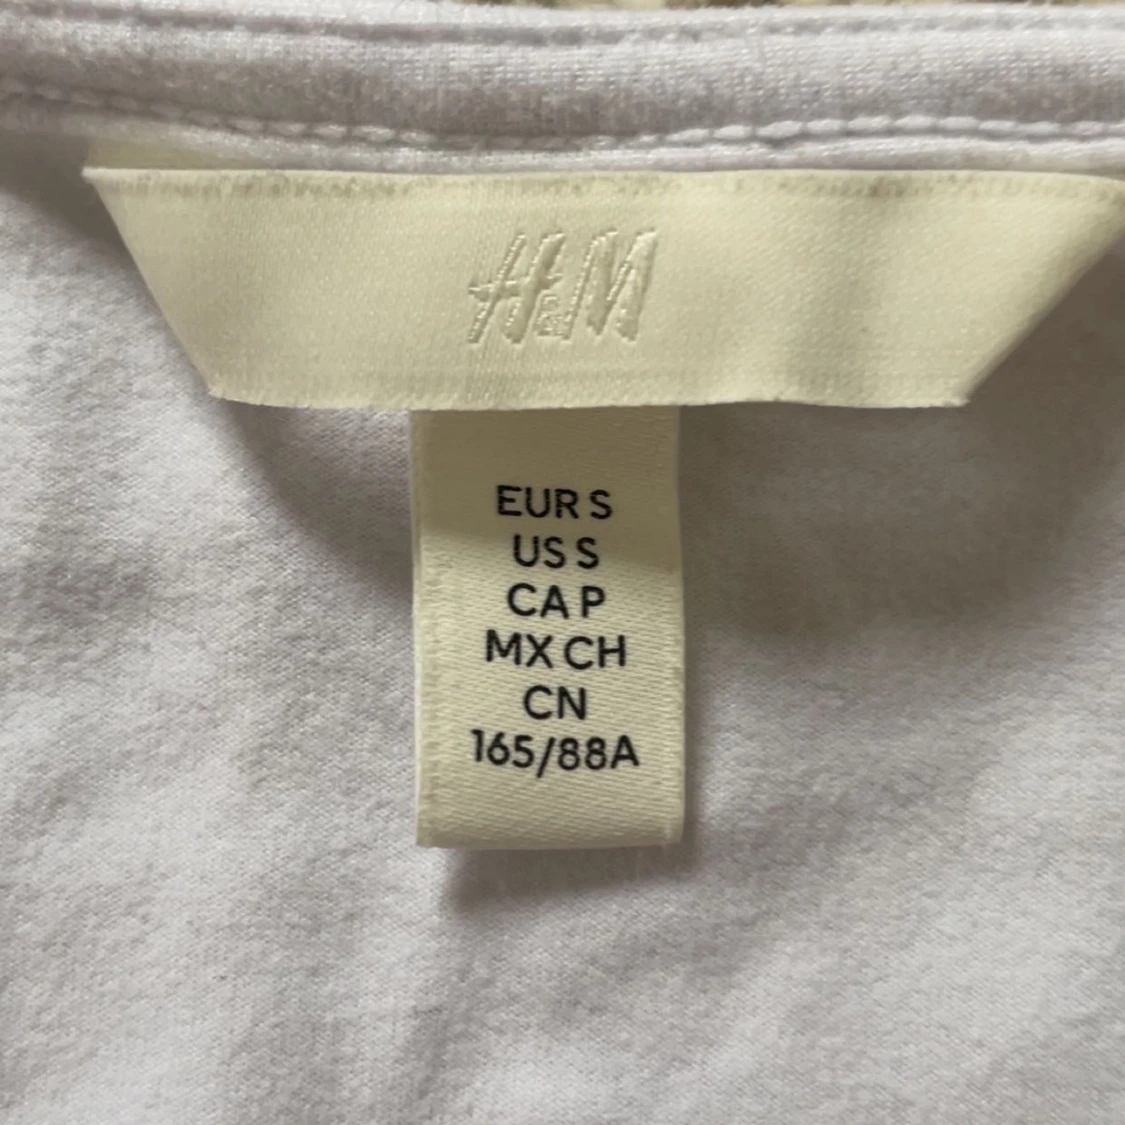 H&M
EUR S
US S
CA P
MX CH
CN
165/88A